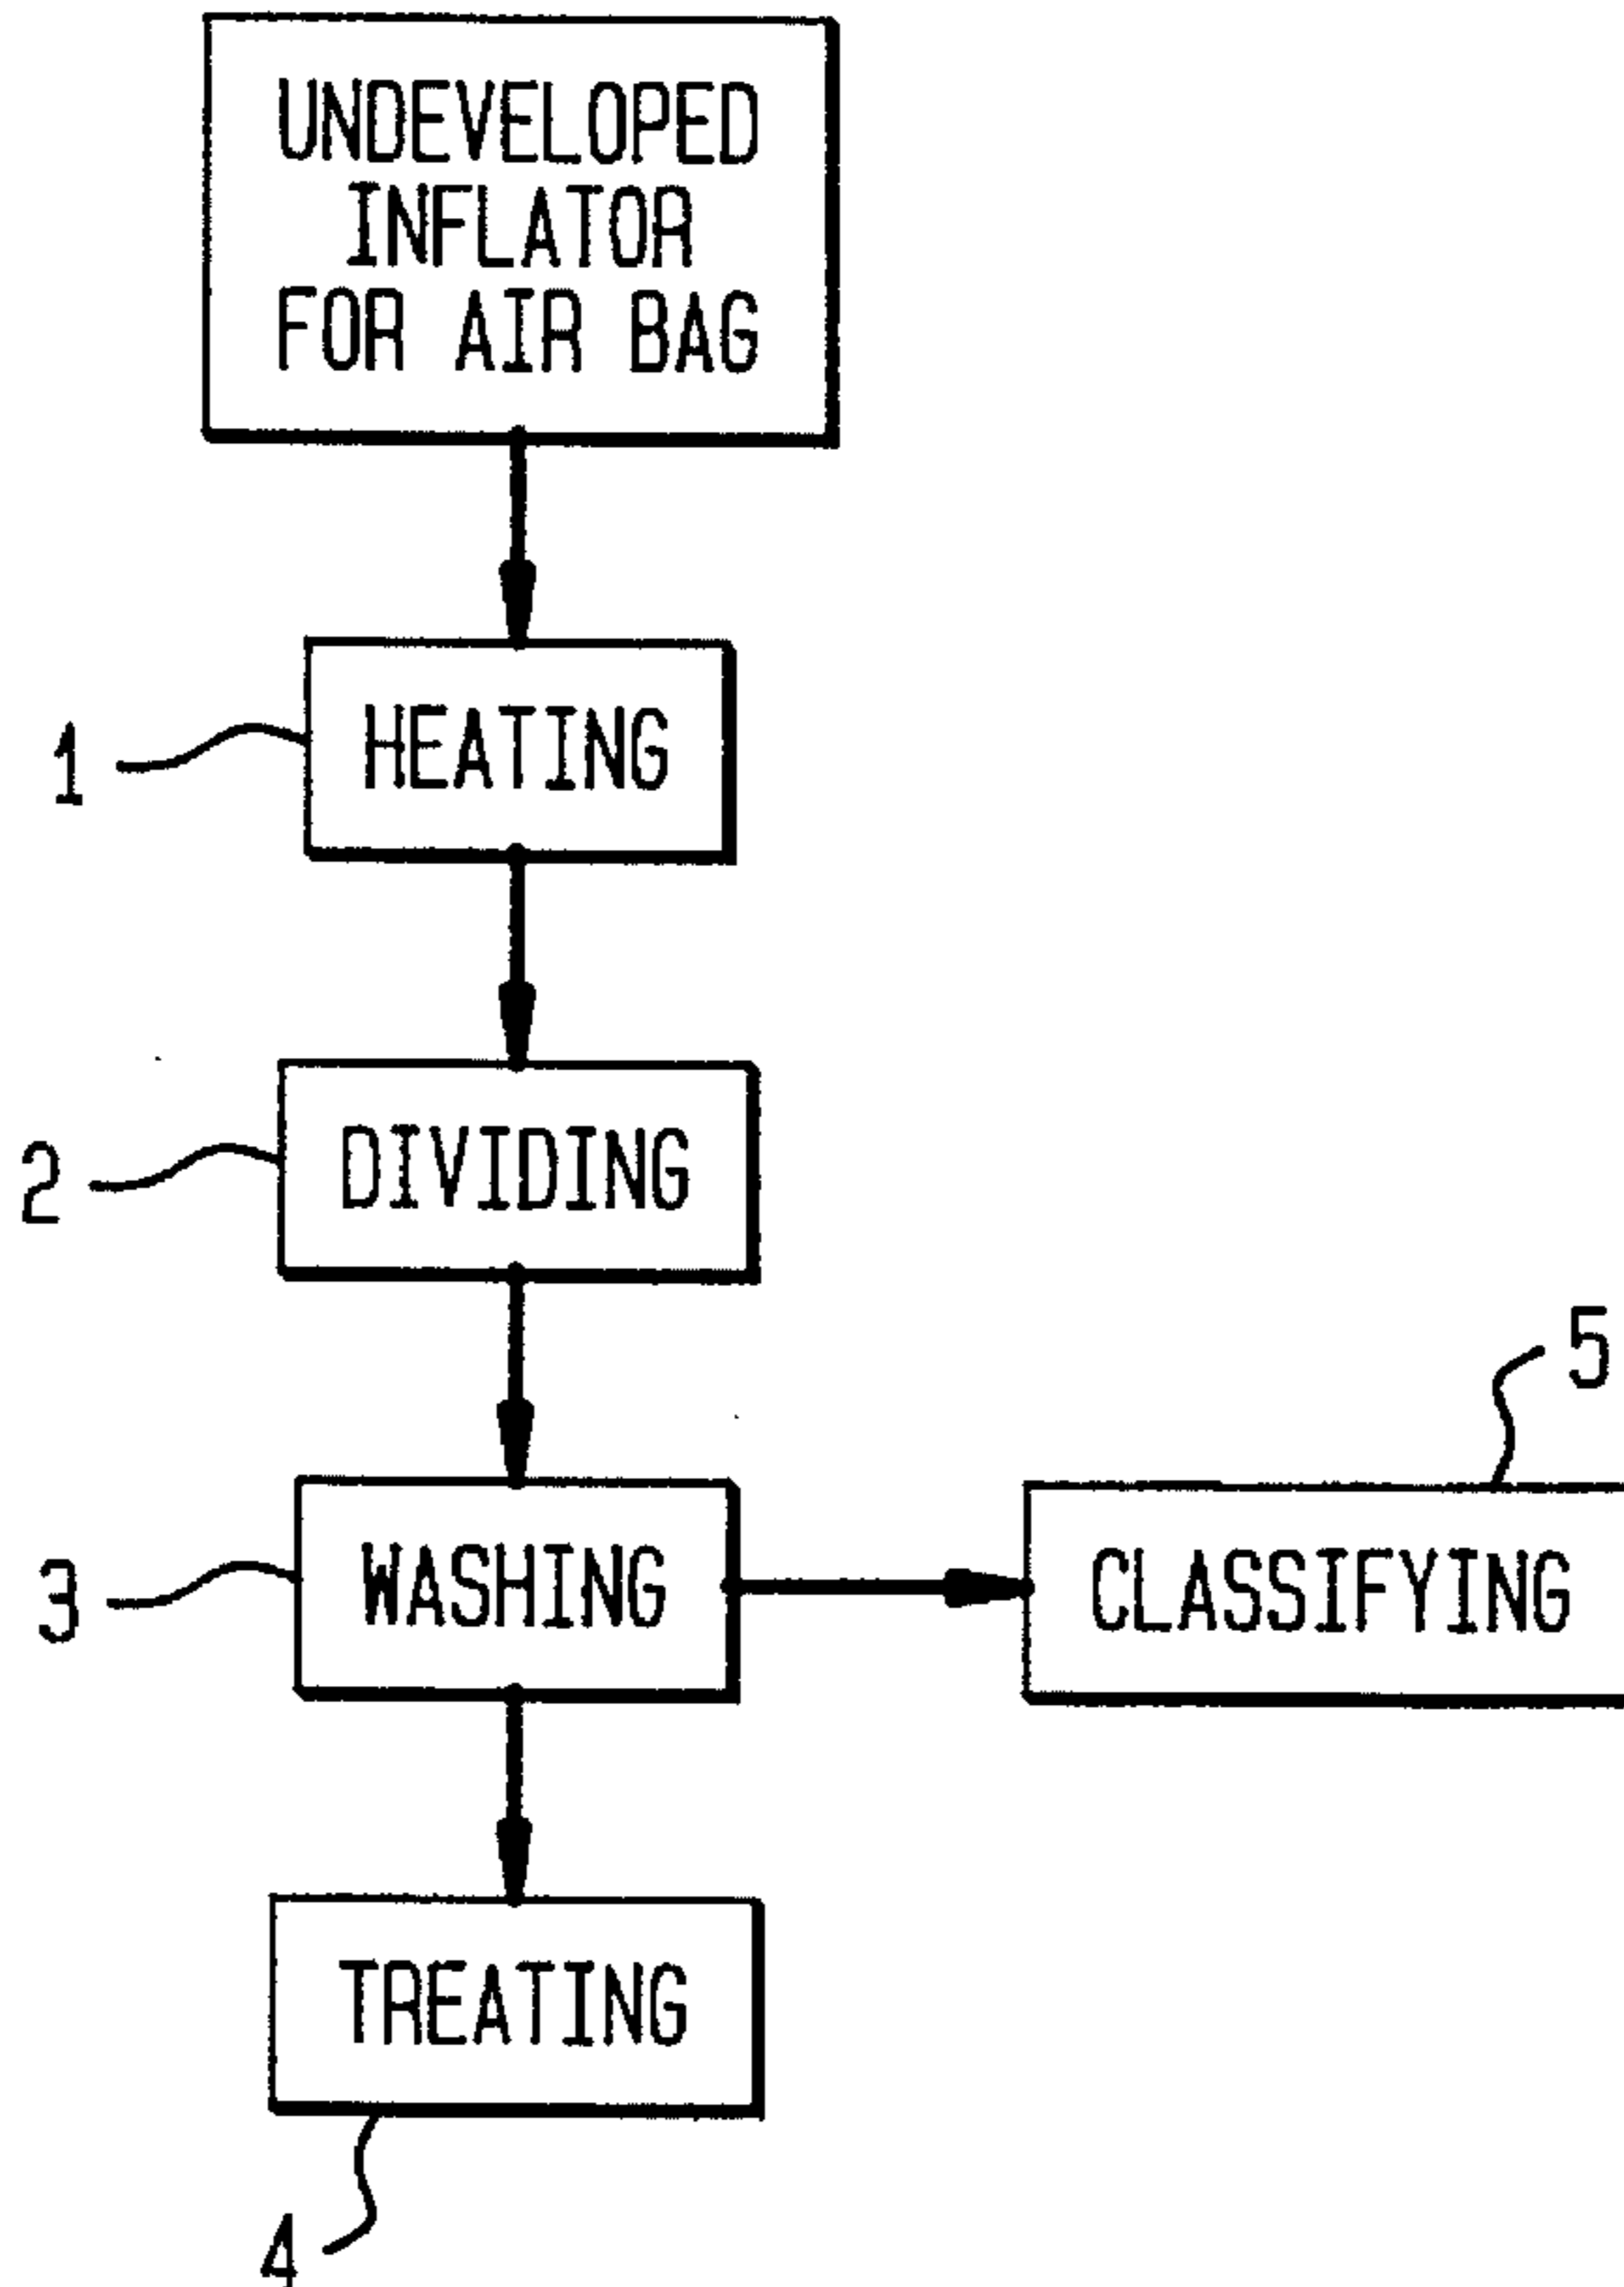 UNDEVELOPED
INFLATOR
FOR AIR BAG
1
HEATING
2
DIVIDING
5
3
WASHING
CLASSIFYING
TREATING
4